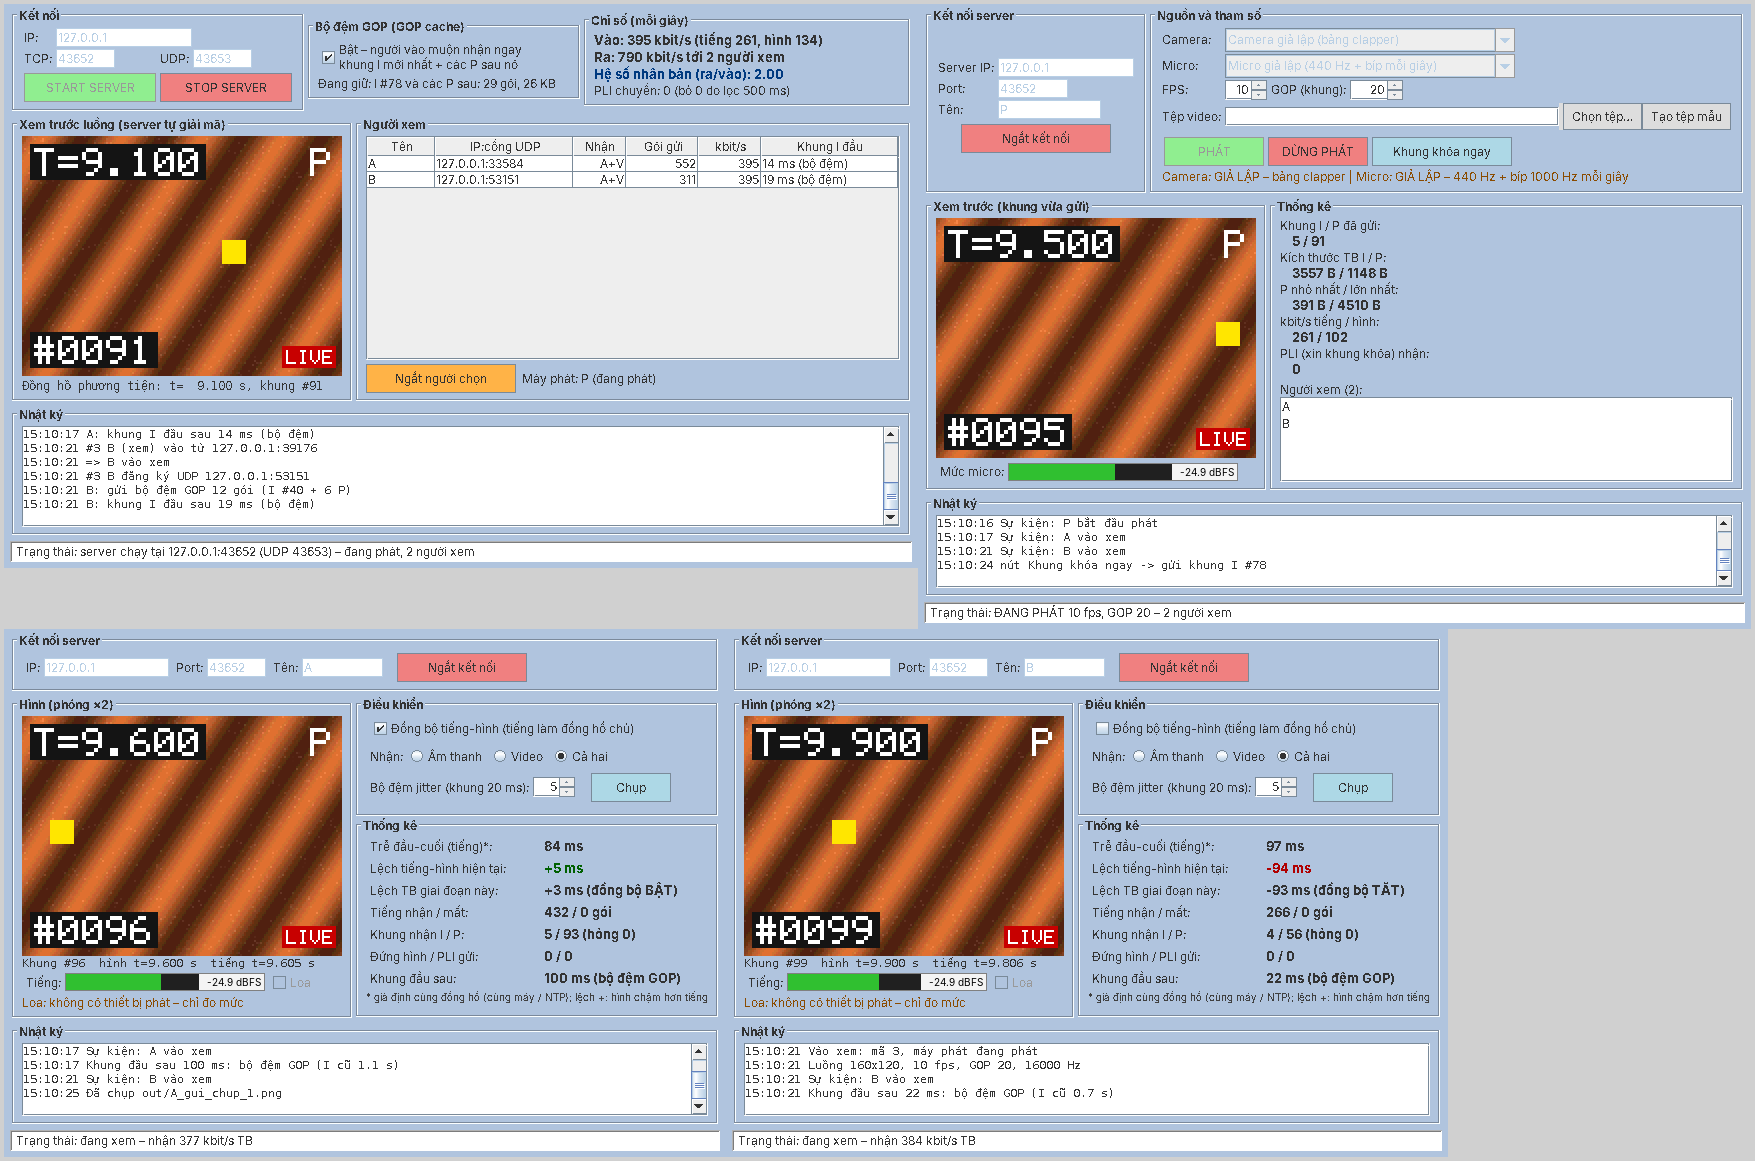 Kết nối
IP: 127.0.0.1
TCP: 43652 UDP: 43653
START SERVER STOP SERVER
Bộ đệm GOP (GOP cache)
Bật – người vào muộn nhận ngay
khung I mới nhất + các P sau nó
Đang giữ: I #78 và các P sau: 29 gói, 26 KB
Chỉ số (mỗi giây)
Vào: 395 kbit/s (tiếng 261, hình 134)
Ra: 790 kbit/s tới 2 người xem
Hệ số nhân bản (ra/vào): 2.00
PLI chuyển: 0 (bỏ 0 do lọc 500 ms)
Xem trước luồng (server tự giải mã)
T=9.100 P
#0091 LIVE
Đồng hồ phương tiện: t= 9.100 s, khung #91
Người xem
Tên IP:cổng UDP Nhận Gói gửi kbit/s Khung I đầu
A 127.0.0.1:33584 A+V 552 395 14 ms (bộ đệm)
B 127.0.0.1:53151 A+V 311 395 19 ms (bộ đệm)
Ngắt người chọn Máy phát: P (đang phát)
Nhật ký
15:10:17 A: khung I đầu sau 14 ms (bộ đệm)
15:10:21 #3 B (xem) vào từ 127.0.0.1:39176
15:10:21 => B vào xem
15:10:21 #3 B đăng ký UDP 127.0.0.1:53151
15:10:21 B: gửi bộ đệm GOP 12 gói (I #40 + 6 P)
15:10:21 B: khung I đầu sau 19 ms (bộ đệm)
Trạng thái: server chạy tại 127.0.0.1:43652 (UDP 43653) – đang phát, 2 người xem
Kết nối server
Server IP: 127.0.0.1
Port: 43652
Tên: P
Ngắt kết nối
Nguồn và tham số
Camera: Camera giả lập (bảng clapper)
Micro: Micro giả lập (440 Hz + bíp mỗi giây)
FPS: 10 GOP (khung): 20
Tệp video: Chọn tệp... Tạo tệp mẫu
PHÁT DỪNG PHÁT Khung khóa ngay
Camera: GIẢ LẬP – bảng clapper | Micro: GIẢ LẬP – 440 Hz + bíp 1000 Hz mỗi giây
Xem trước (khung vừa gửi)
T=9.500 P
#0095 LIVE
Mức micro: -24.9 dBFS
Thống kê
Khung I / P đã gửi:
5 / 91
Kích thước TB I / P:
3557 B / 1148 B
P nhỏ nhất / lớn nhất:
391 B / 4510 B
kbit/s tiếng / hình:
261 / 102
PLI (xin khung khóa) nhận:
0
Người xem (2):
A
B
Nhật ký
15:10:16 Sự kiện: P bắt đầu phát
15:10:17 Sự kiện: A vào xem
15:10:21 Sự kiện: B vào xem
15:10:24 nút Khung khóa ngay -> gửi khung I #78
Trạng thái: ĐANG PHÁT 10 fps, GOP 20 – 2 người xem
Kết nối server
IP: 127.0.0.1 Port: 43652 Tên: A Ngắt kết nối
Hình (phóng ×2)
T=9.600 P
#0096 LIVE
Khung #96 hình t=9.600 s tiếng t=9.605 s
Tiếng: -24.9 dBFS Loa
Loa: không có thiết bị phát – chỉ đo mức
Điều khiển
Đồng bộ tiếng-hình (tiếng làm đồng hồ chủ)
Nhận: Âm thanh Video Cả hai
Bộ đệm jitter (khung 20 ms): 5 Chụp
Thống kê
Trễ đầu-cuối (tiếng)*: 84 ms
Lệch tiếng-hình hiện tại: +5 ms
Lệch TB giai đoạn này: +3 ms (đồng bộ BẬT)
Tiếng nhận / mất: 432 / 0 gói
Khung nhận I / P: 5 / 93 (hỏng 0)
Đứng hình / PLI gửi: 0 / 0
Khung đầu sau: 100 ms (bộ đệm GOP)
* giả định cùng đồng hồ (cùng máy / NTP); lệch +: hình chậm hơn tiếng
Nhật ký
15:10:17 Sự kiện: A vào xem
15:10:17 Khung đầu sau 100 ms: bộ đệm GOP (I cũ 1.1 s)
15:10:21 Sự kiện: B vào xem
15:10:25 Đã chụp out/A_gui_chup_1.png
Trạng thái: đang xem – nhận 377 kbit/s TB
Kết nối server
IP: 127.0.0.1 Port: 43652 Tên: B Ngắt kết nối
Hình (phóng ×2)
T=9.900 P
#0099 LIVE
Khung #99 hình t=9.900 s tiếng t=9.806 s
Tiếng: -24.9 dBFS Loa
Loa: không có thiết bị phát – chỉ đo mức
Điều khiển
Đồng bộ tiếng-hình (tiếng làm đồng hồ chủ)
Nhận: Âm thanh Video Cả hai
Bộ đệm jitter (khung 20 ms): 5 Chụp
Thống kê
Trễ đầu-cuối (tiếng)*: 97 ms
Lệch tiếng-hình hiện tại: -94 ms
Lệch TB giai đoạn này: -93 ms (đồng bộ TẮT)
Tiếng nhận / mất: 266 / 0 gói
Khung nhận I / P: 4 / 56 (hỏng 0)
Đứng hình / PLI gửi: 0 / 0
Khung đầu sau: 22 ms (bộ đệm GOP)
* giả định cùng đồng hồ (cùng máy / NTP); lệch +: hình chậm hơn tiếng
Nhật ký
15:10:21 Vào xem: mã 3, máy phát đang phát
15:10:21 Luồng 160x120, 10 fps, GOP 20, 16000 Hz
15:10:21 Sự kiện: B vào xem
15:10:21 Khung đầu sau 22 ms: bộ đệm GOP (I cũ 0.7 s)
Trạng thái: đang xem – nhận 384 kbit/s TB